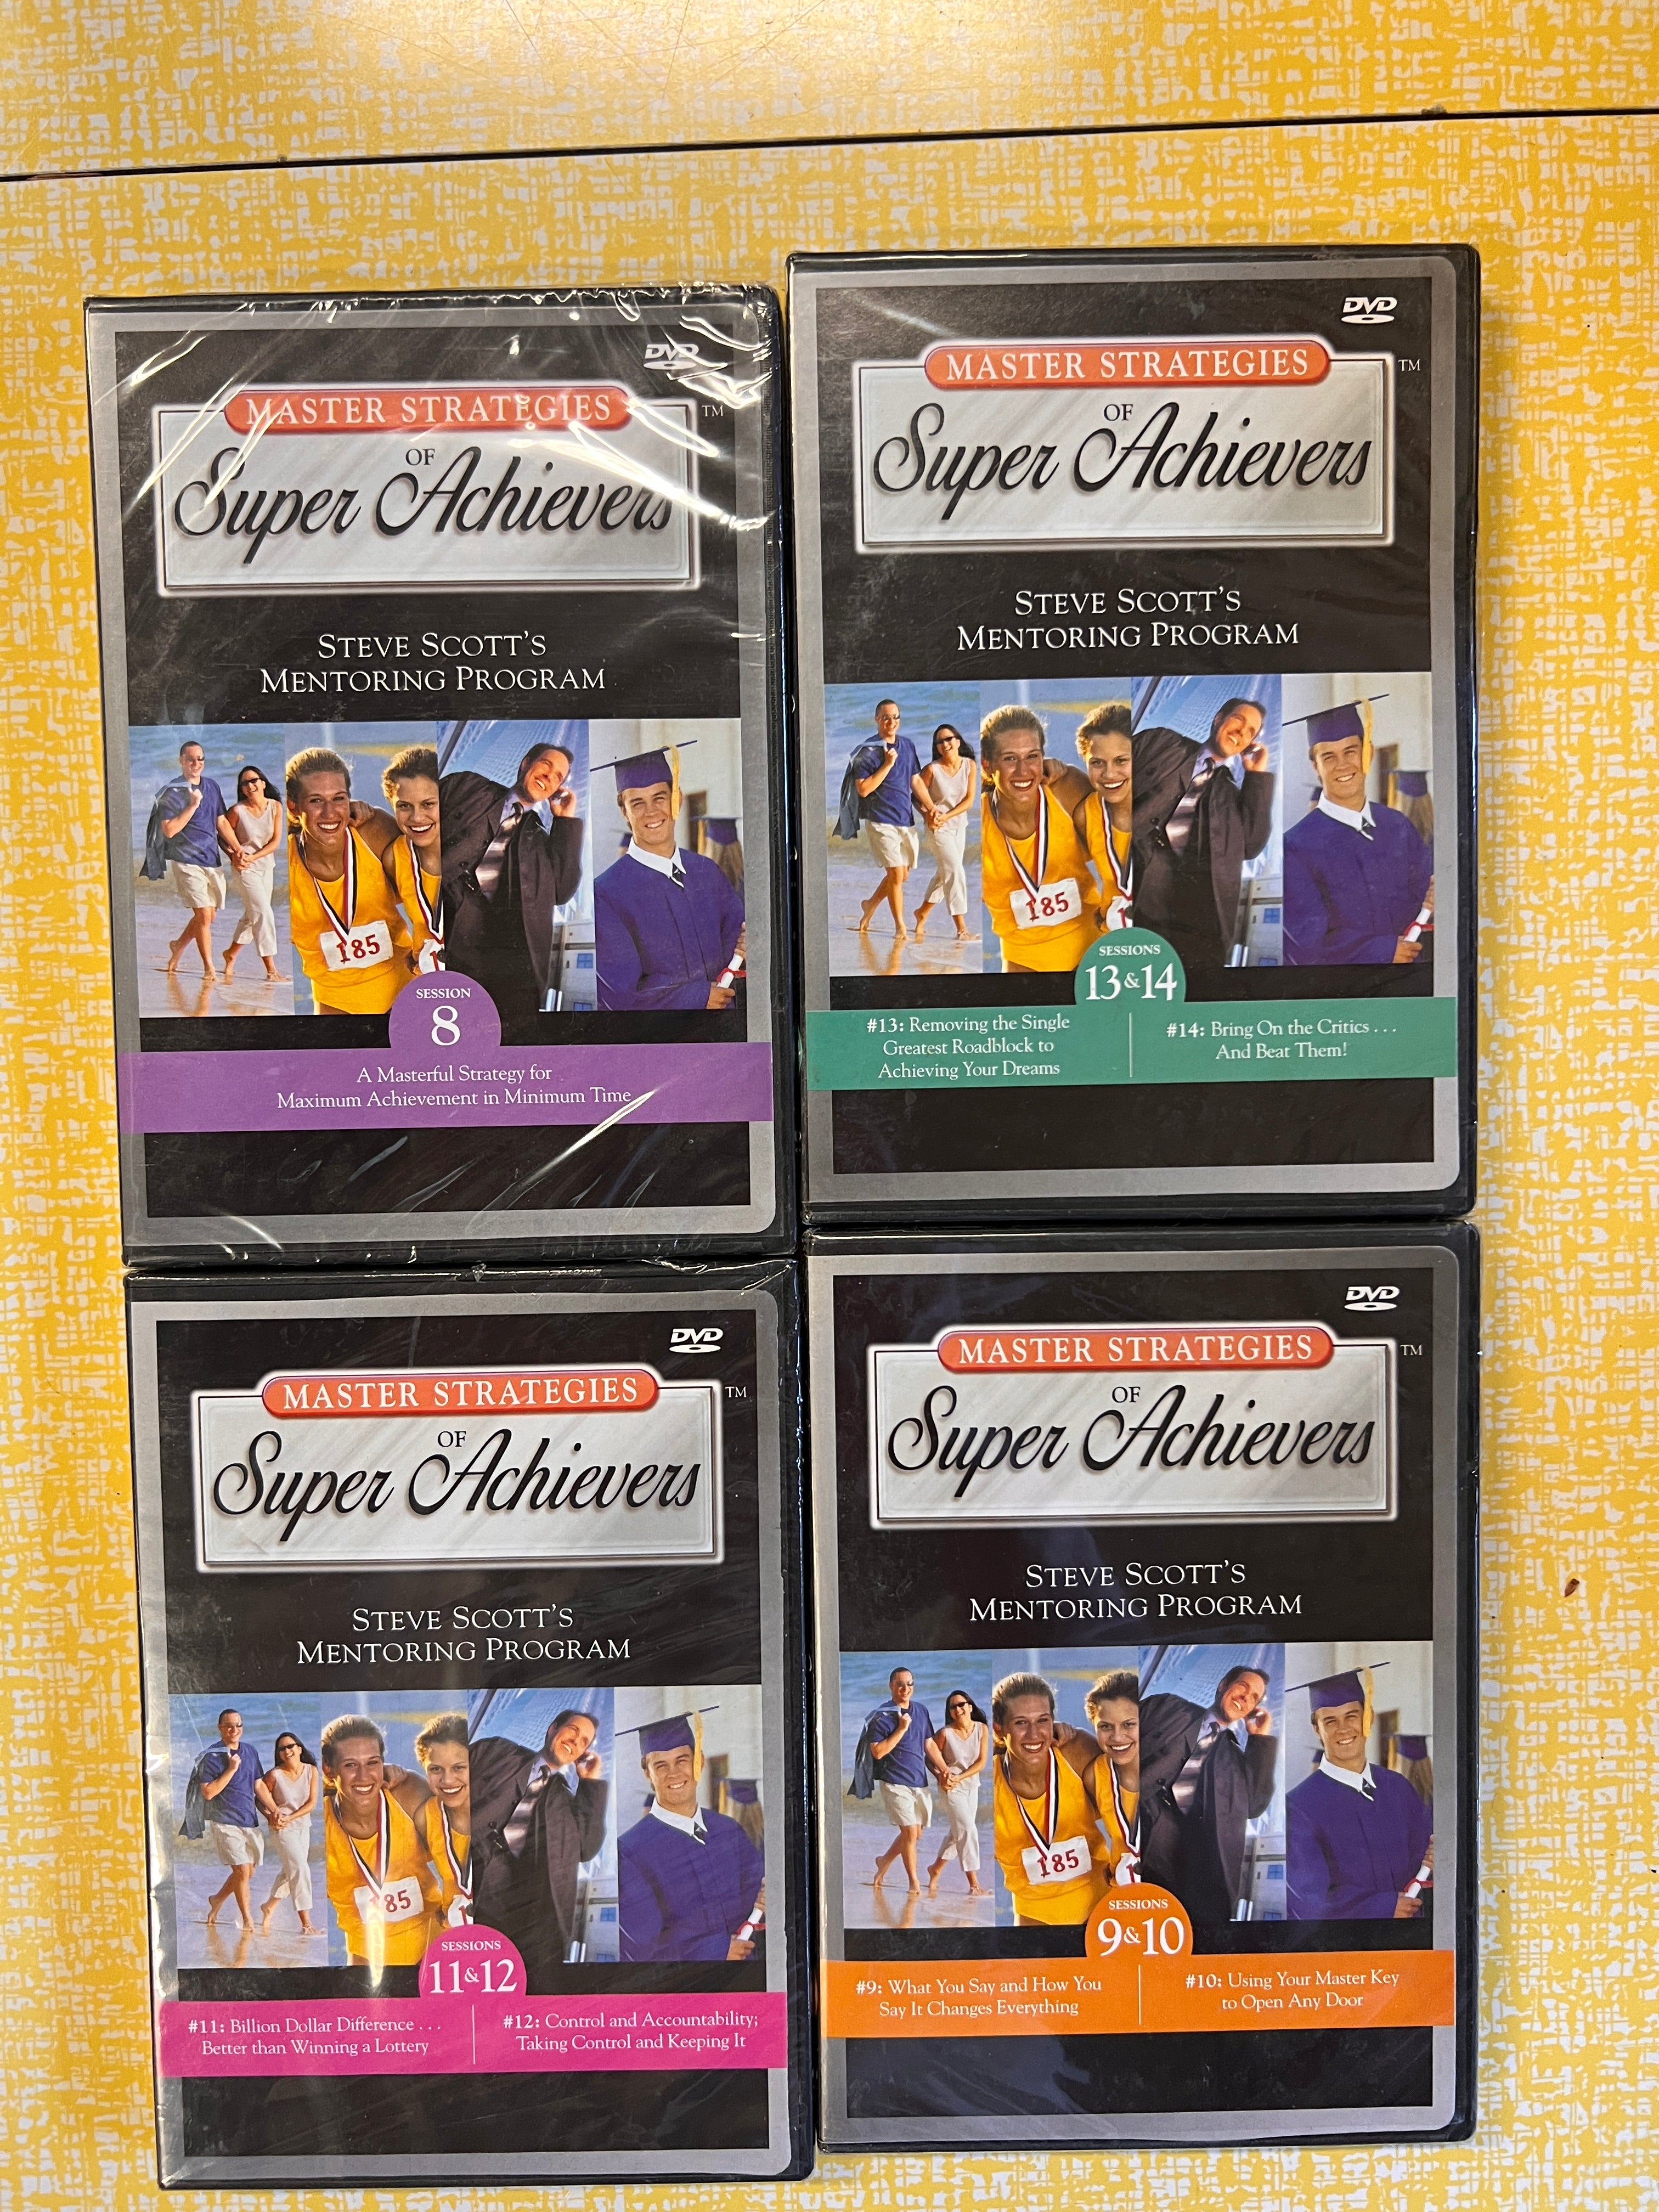 DVD
MASTER STRATEGIES
TM
OF
Super Achievers
STEVE SCOTT'S
MENTORING PROGRAM
185
1
SESSION
8
A Masterful Strategy for
Maximum Achievement in Minimum Time
DVD
MASTER STRATEGIES
TM
OF
Super Achievers
STEVE SCOTT'S
MENTORING PROGRAM
185
1
SESSIONS
13&14
#13: Removing the Single
Greatest Roadblock to
Achieving Your Dreams
#14: Bring On the Critics . . .
And Beat Them!
DVD
MASTER STRATEGIES
TM
OF
Super Achievers
STEVE SCOTT'S
MENTORING PROGRAM
185
1
SESSIONS
11&12
#11: Billion Dollar Difference . . .
Better than Winning a Lottery
#12: Control and Accountability;
Taking Control and Keeping It
DVD
MASTER STRATEGIES
TM
OF
Super Achievers
STEVE SCOTT'S
MENTORING PROGRAM
185
1
SESSIONS
9&10
#9: What You Say and How You
Say It Changes Everything
#10: Using Your Master Key
to Open Any Door